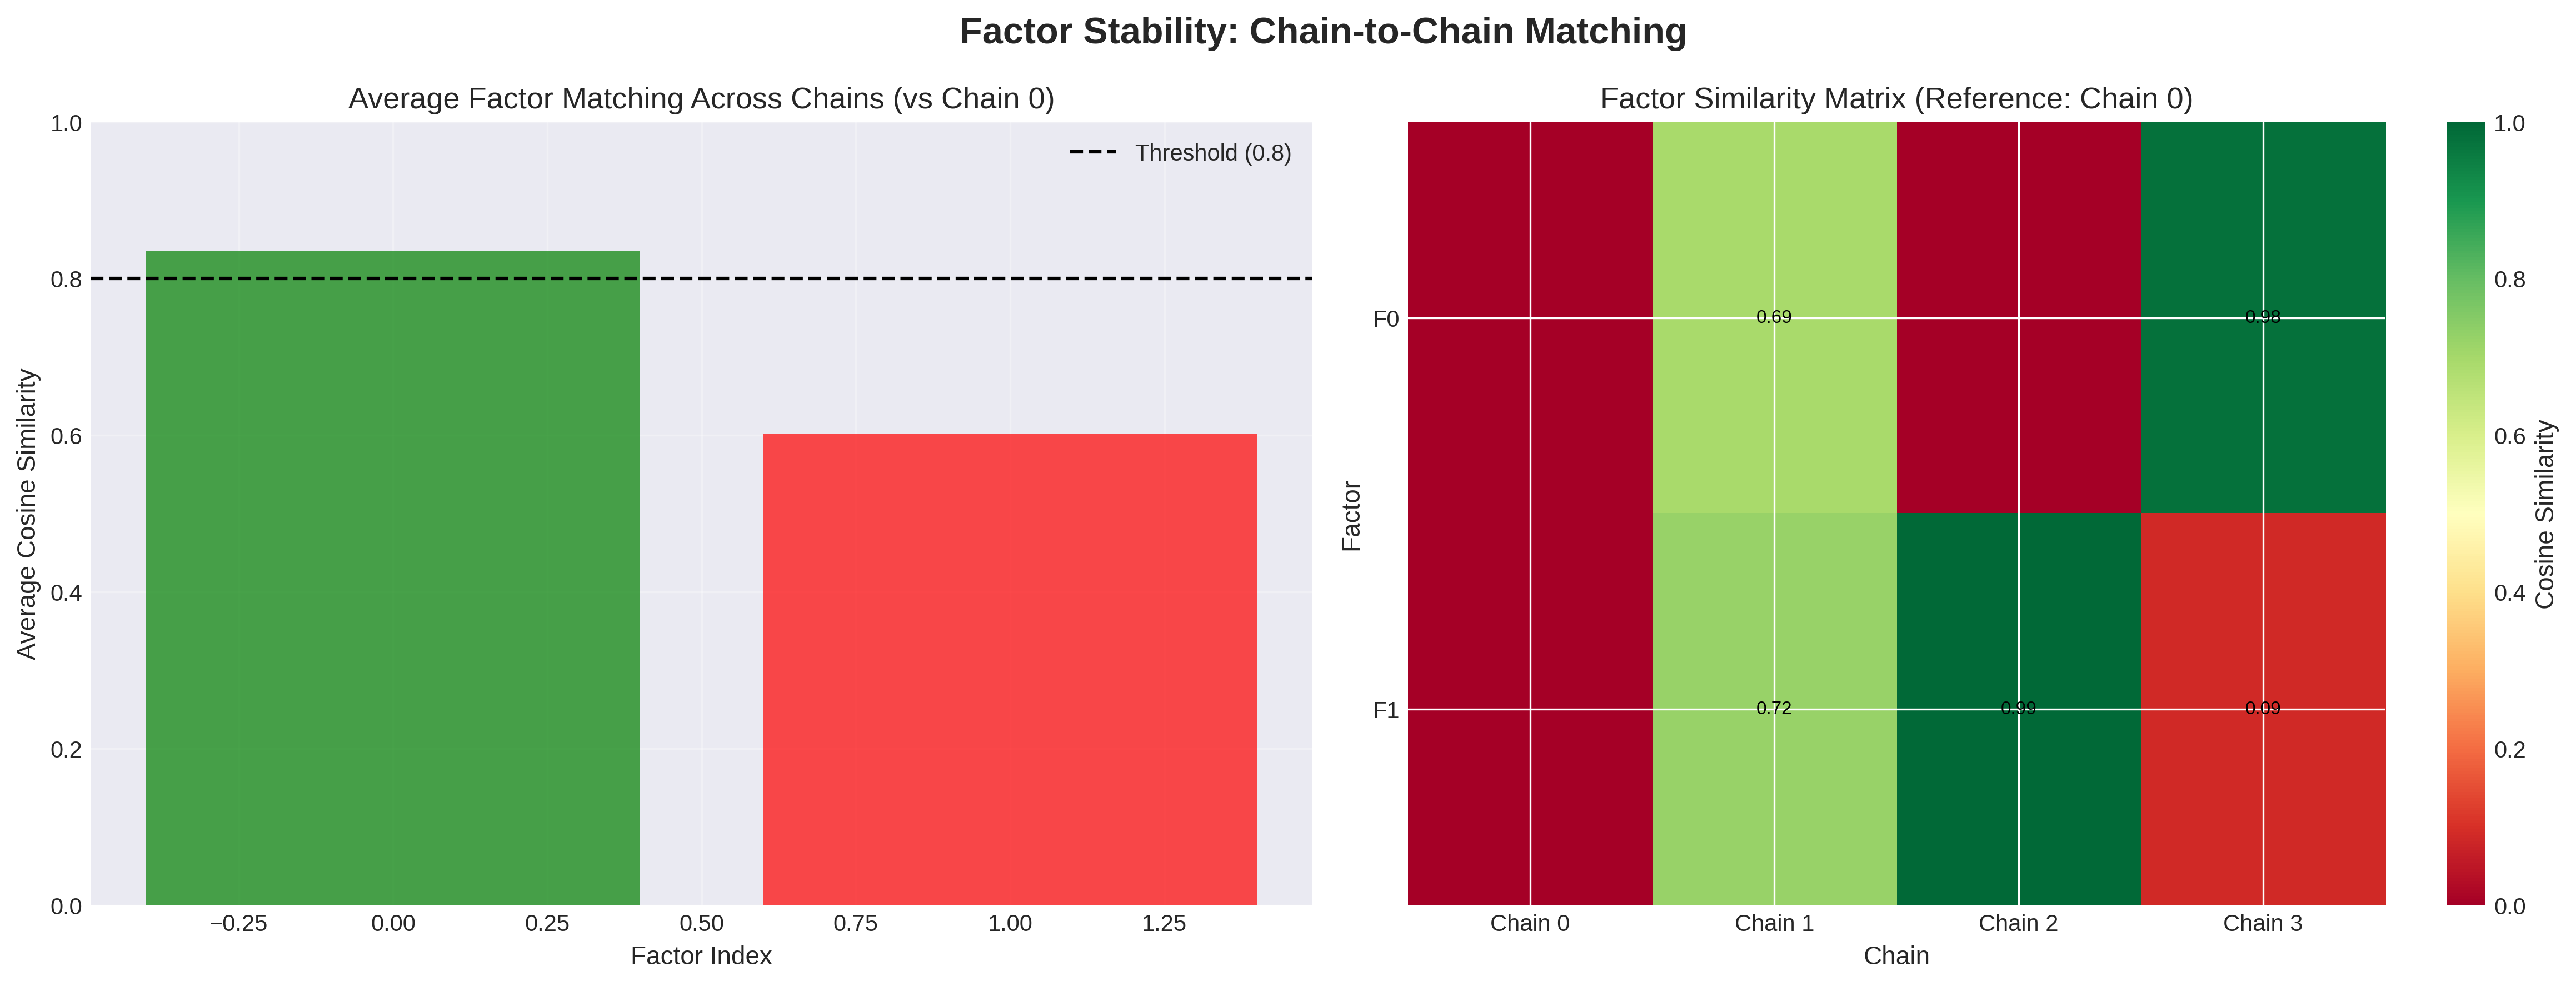 Factor Stability: Chain-to-Chain Matching
Average Factor Matching Across Chains (vs Chain 0)
Threshold (0.8)
1.0
0.8
0.6
0.4
0.2
0.0
Average Cosine Similarity
−0.25 0.00 0.25 0.50 0.75 1.00 1.25
Factor Index
Factor Similarity Matrix (Reference: Chain 0)
Factor
F0 0.69 0.98
F1 0.72 0.99 0.09
Chain 0 Chain 1 Chain 2 Chain 3
Chain
1.0
0.8
0.6
0.4
0.2
0.0
Cosine Similarity